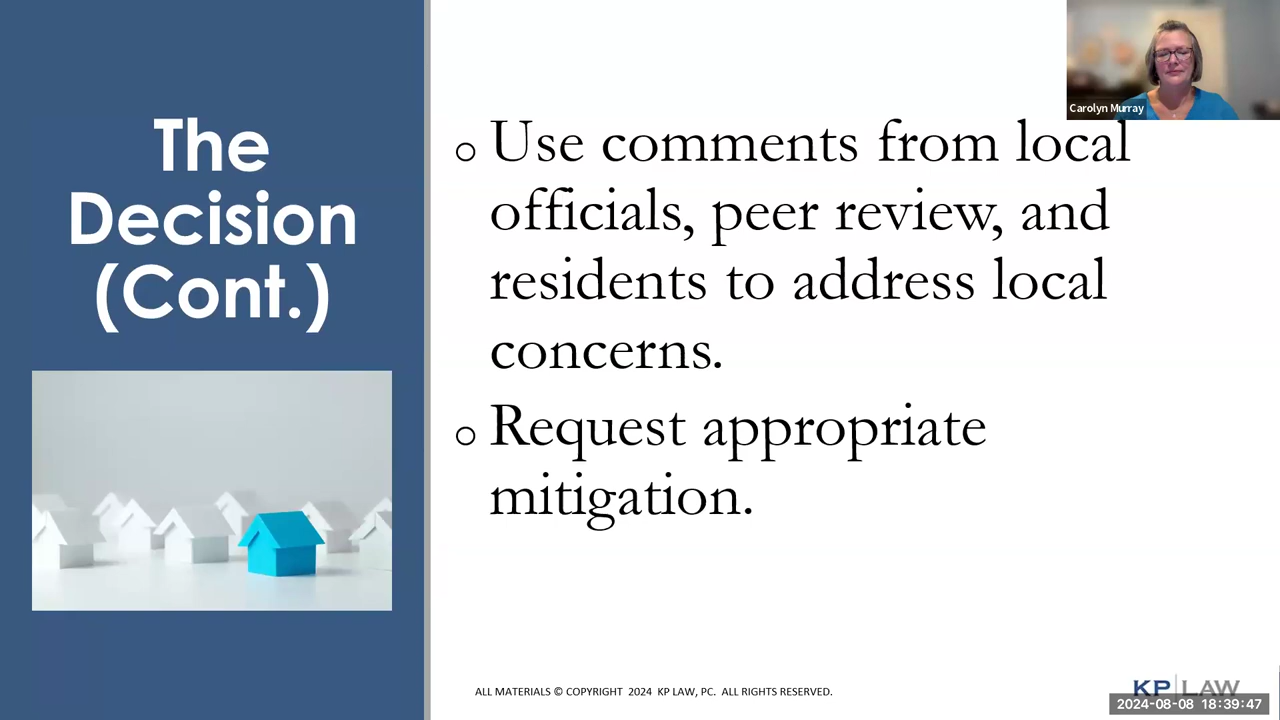 The
Decision
(Cont.)
Carolyn Murray
o Use comments from local
officials, peer review, and
residents to address local
concerns.
o Request appropriate
mitigation.
ALL MATERIALS © COPYRIGHT 2024 KP LAW, PC. ALL RIGHTS RESERVED.
KP LAW
2024-08-08 18:39:47